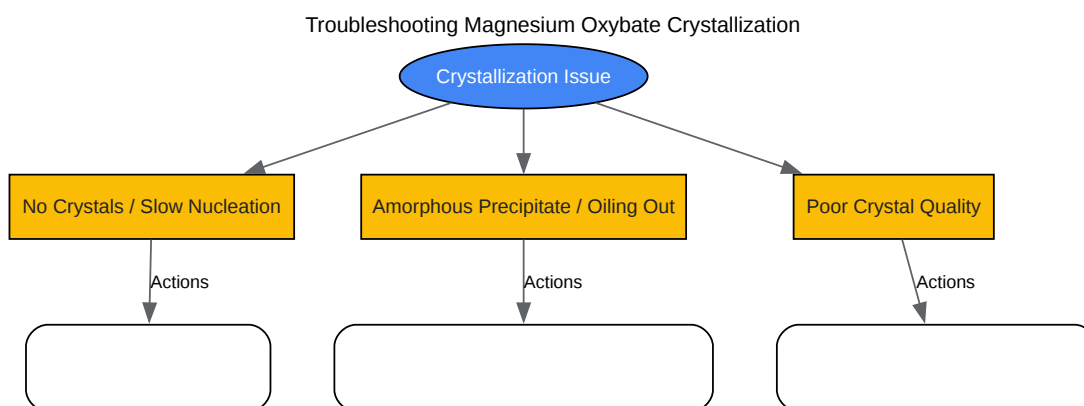 Troubleshooting Magnesium Oxybate Crystallization
Crystallization Issue
No Crystals / Slow Nucleation
Amorphous Precipitate / Oiling Out
Poor Crystal Quality
Actions
Actions
Actions